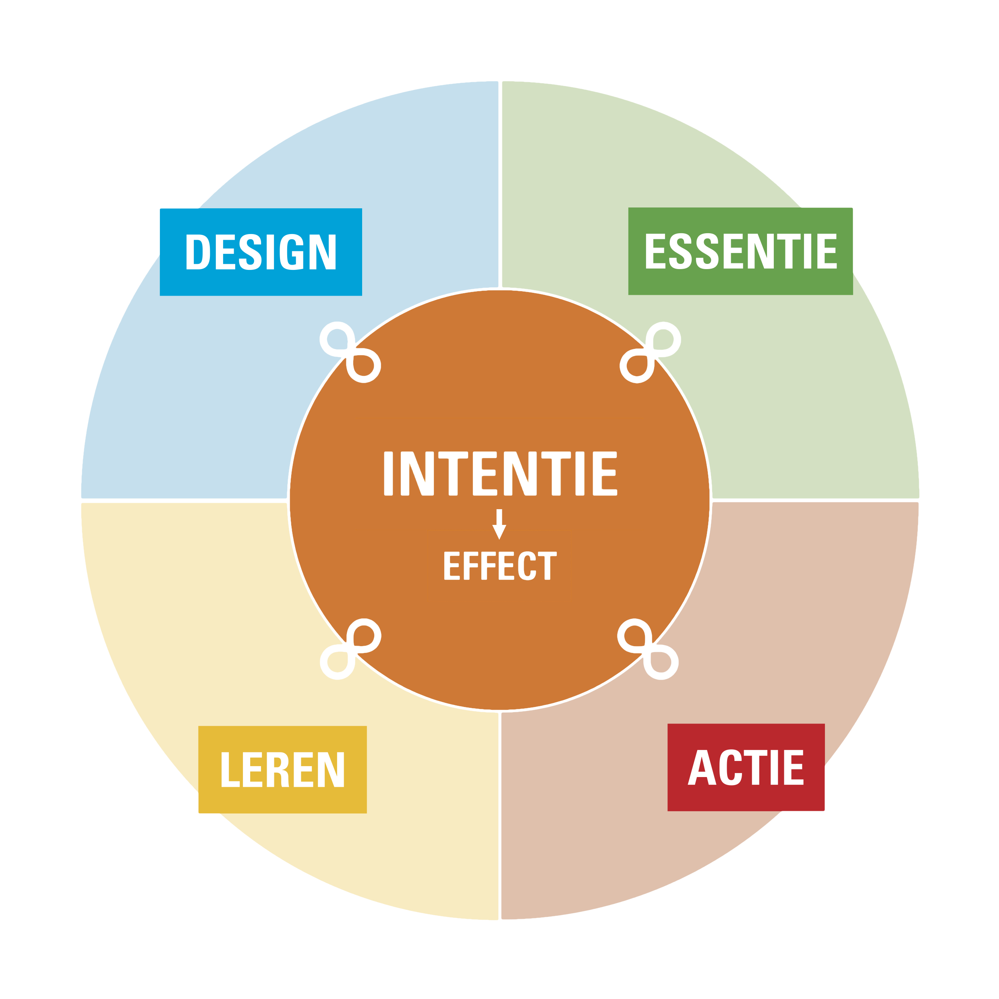 DESIGN
ESSENTIE
INTENTIE
EFFECT
LEREN
ACTIE